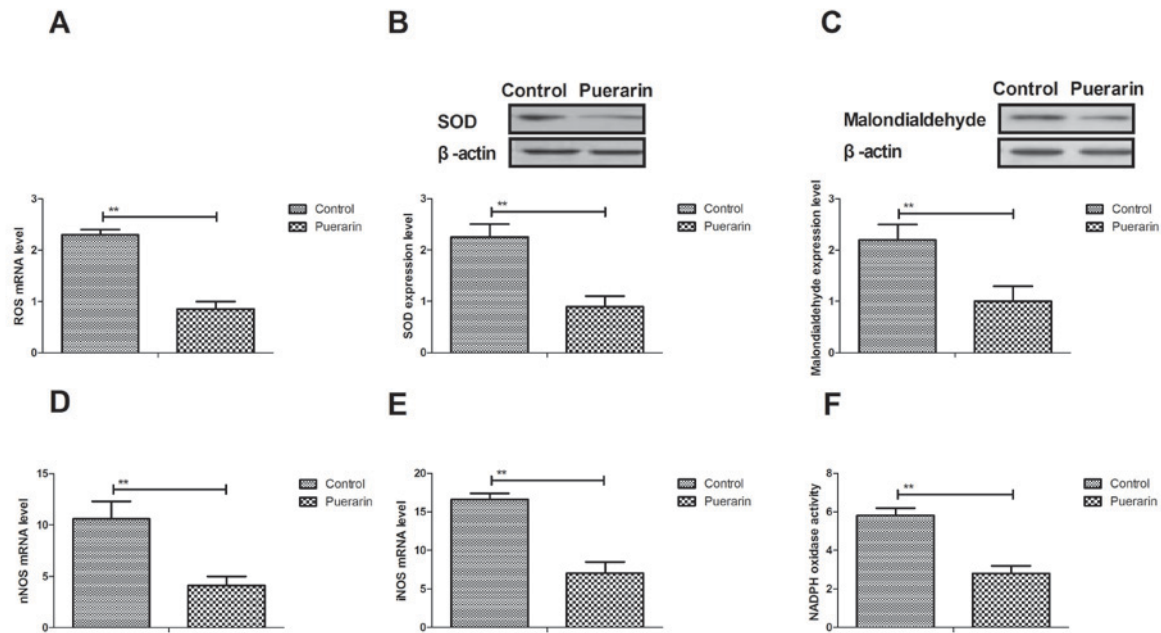 A
B
C
Control Puerarin
SOD
β -actin
Control Puerarin
Malondialdehyde
β -actin
ROS mRNA level
3
2
1
0
**
Control
Puerarin
SOD expression level
3
2
1
0
**
Control
Puerarin
Malondialdehyde expression level
3
2
1
0
**
Control
Puerarin
D
E
F
nNOS mRNA level
15
10
5
0
**
Control
Puerarin
iNOS mRNA level
20
15
10
5
0
**
Control
Puerarin
NADPH oxidase activity
8
6
4
2
0
**
Control
Puerarin